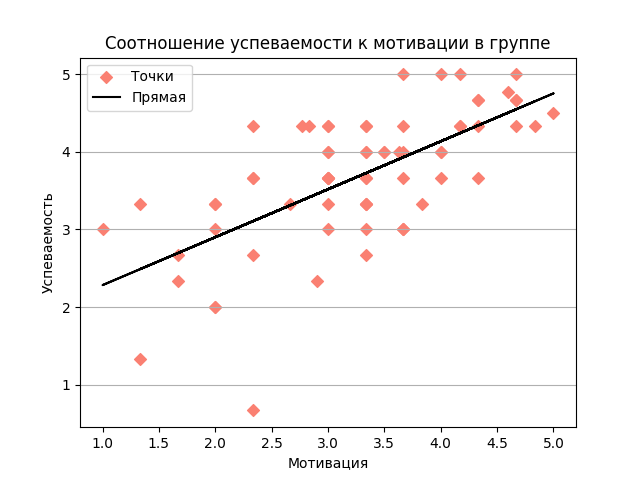 Соотношение успеваемости к мотивации в группе
Точки
Прямая
Успеваемость
5
4
3
2
1
1.0 1.5 2.0 2.5 3.0 3.5 4.0 4.5 5.0
Мотивация